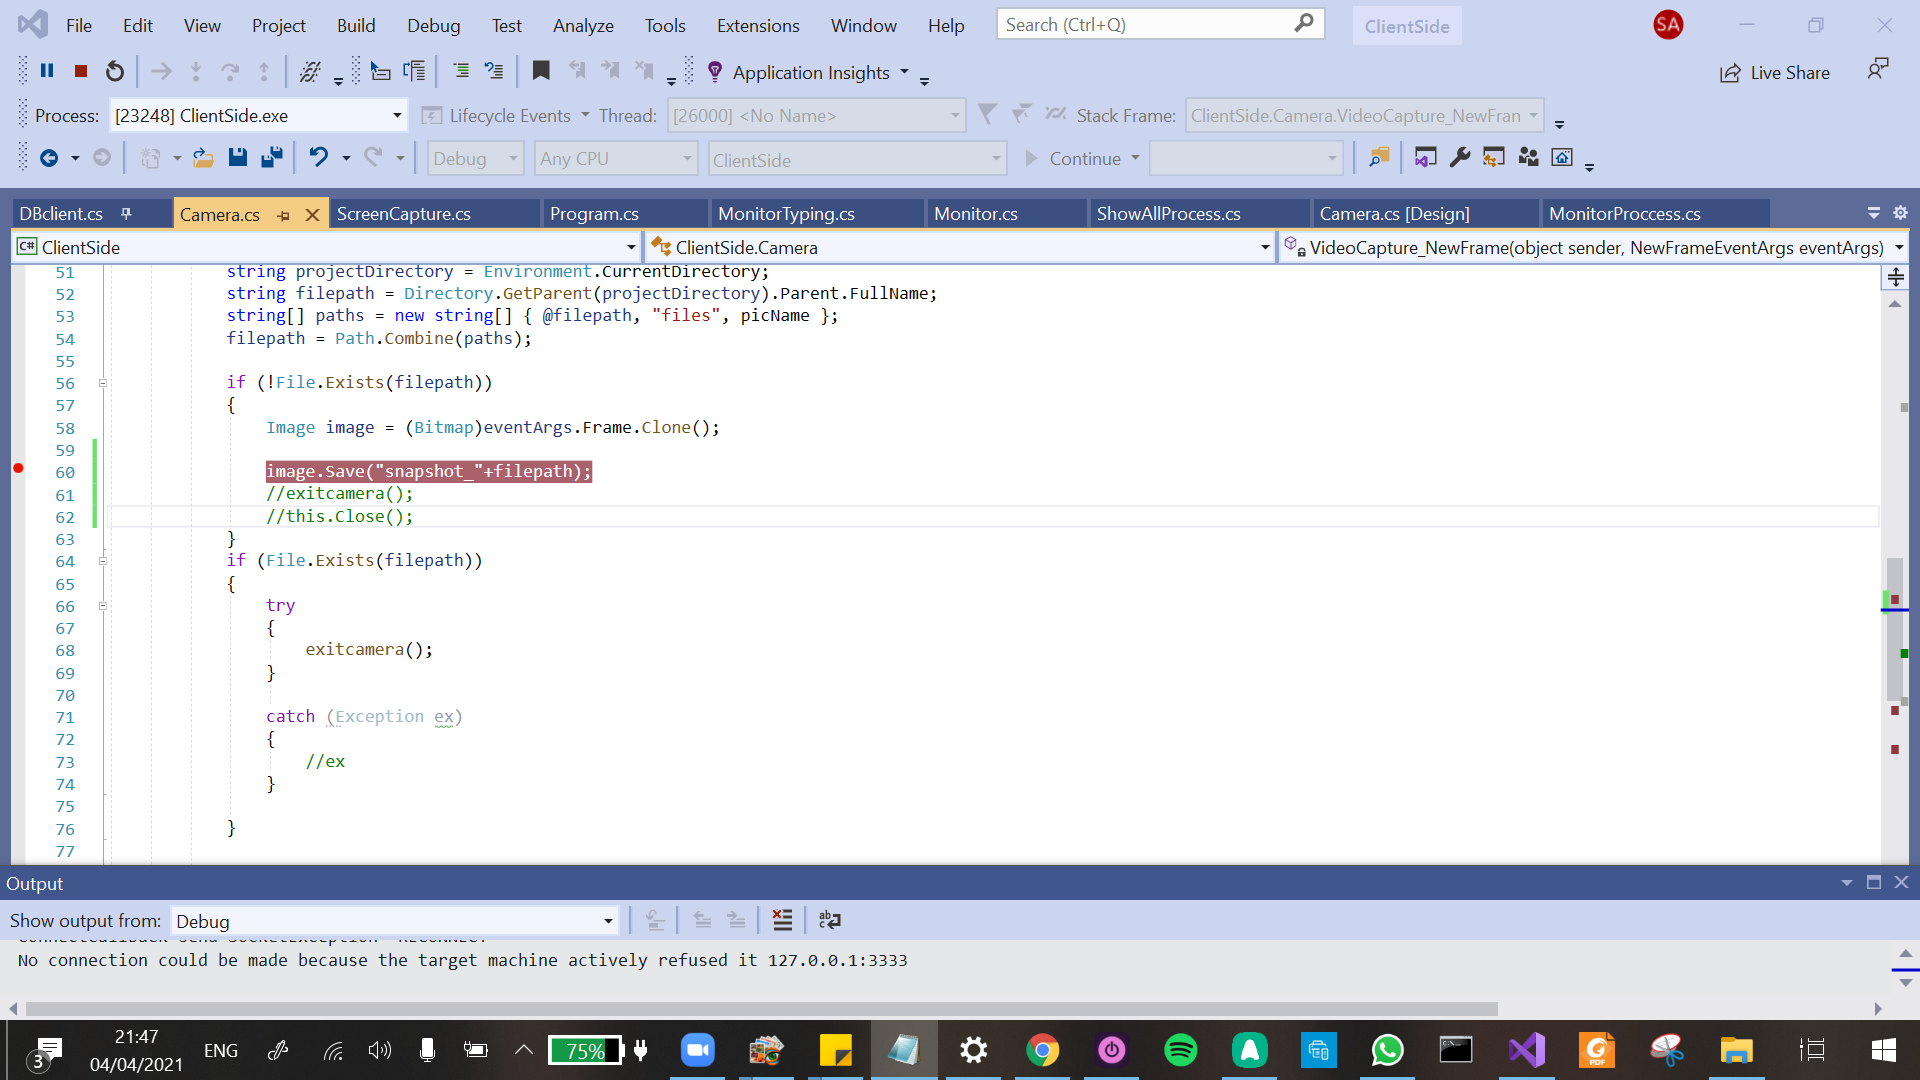 File Edit View Project Build Debug Test Analyze Tools Extensions Window Help Search (Ctrl+Q) ClientSide SA
Application Insights Live Share
Process: [23248] ClientSide.exe Lifecycle Events Thread: [26000] <No Name> Stack Frame: ClientSide.Camera.VideoCapture_NewFran
Debug Any CPU ClientSide Continue
DBclient.cs Camera.cs ScreenCapture.cs Program.cs MonitorTyping.cs Monitor.cs ShowAllProcess.cs Camera.cs [Design] MonitorProccess.cs
C# ClientSide ClientSide.Camera VideoCapture_NewFrame(object sender, NewFrameEventArgs eventArgs)
51 string projectDirectory = Environment.CurrentDirectory;
52 string filepath = Directory.GetParent(projectDirectory).Parent.FullName;
53 string[] paths = new string[] { @filepath, "files", picName };
54 filepath = Path.Combine(paths);
55
56 if (!File.Exists(filepath))
57 {
58 Image image = (Bitmap)eventArgs.Frame.Clone();
59
60 image.Save("snapshot_"+filepath);
61 //exitcamera();
62 //this.Close();
63 }
64 if (File.Exists(filepath))
65 {
66 try
67 {
68 exitcamera();
69 }
70
71 catch (Exception ex)
72 {
73 //ex
74 }
75
76 }
77
Output
Show output from: Debug
No connection could be made because the target machine actively refused it 127.0.0.1:3333
3 21:47 ENG 75%
04/04/2021